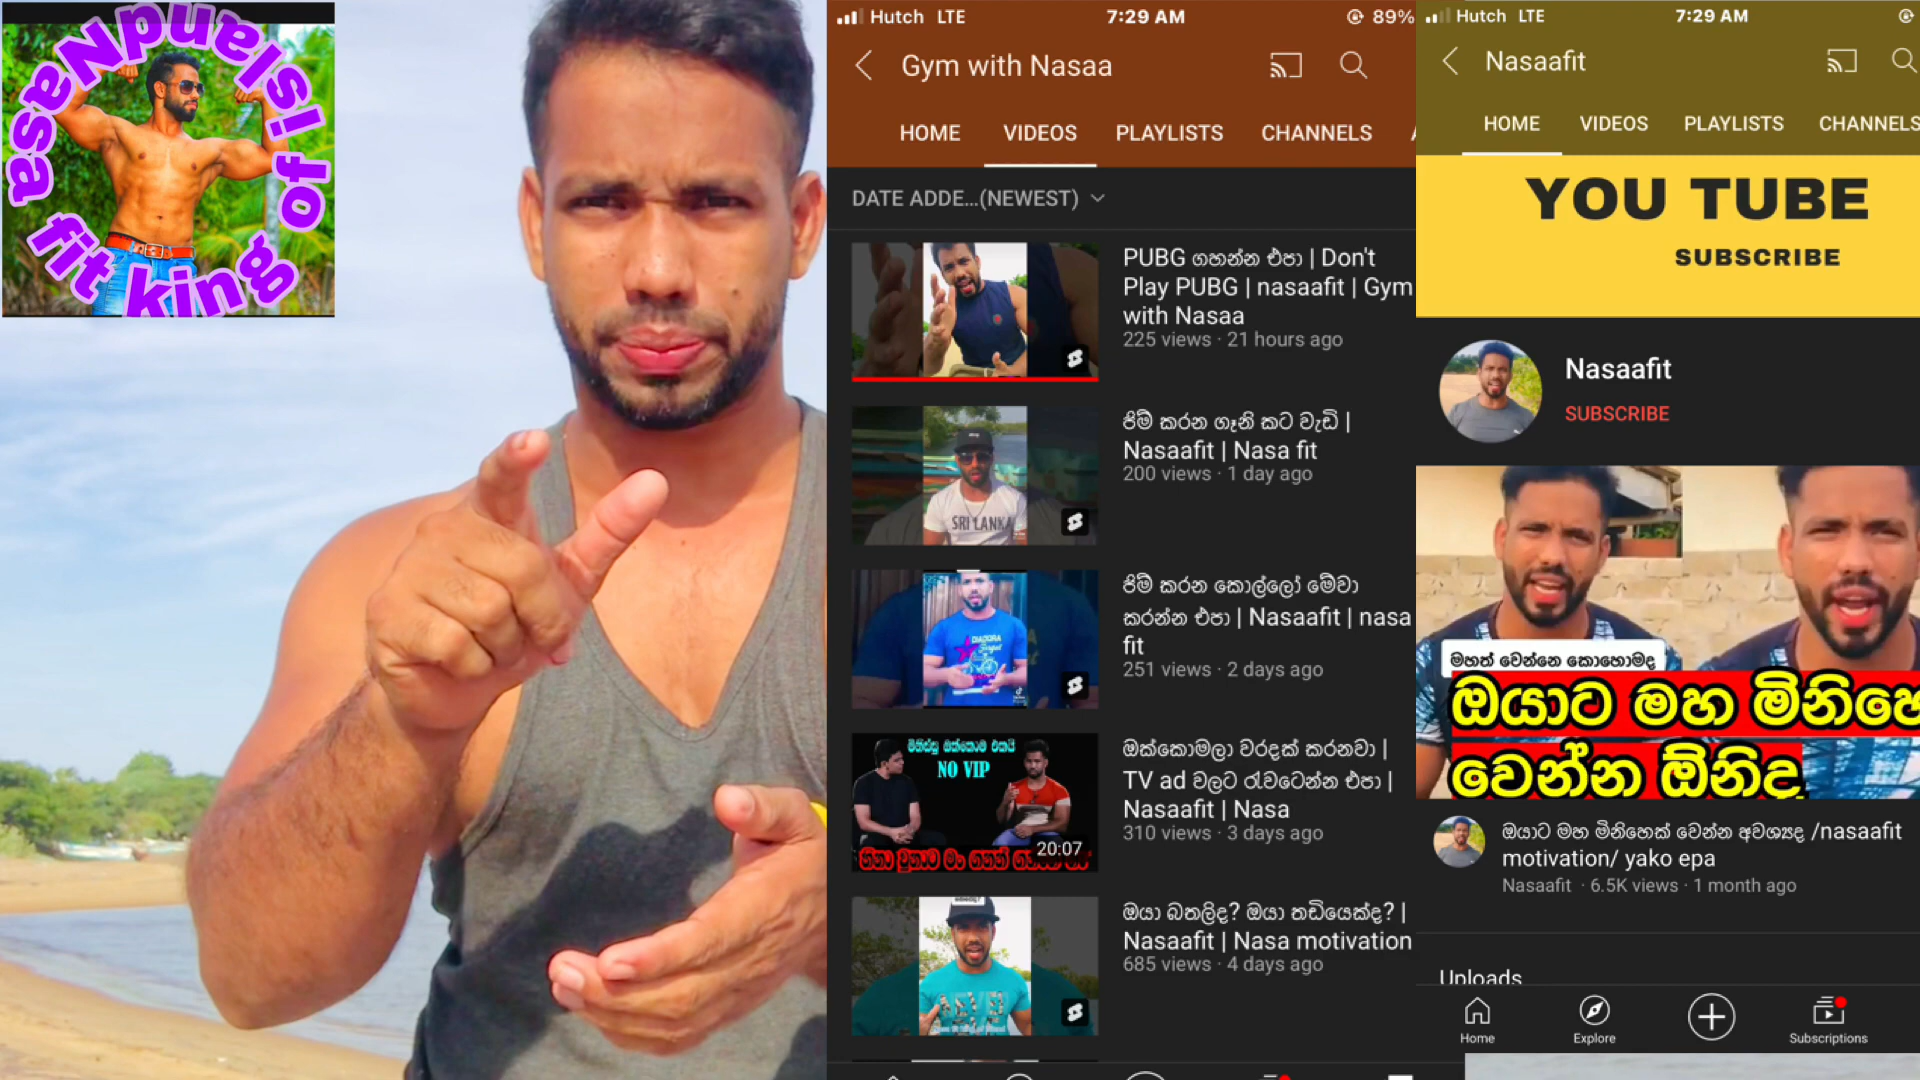 Nasa fit king of islandNpu
Hutch LTE 7:29 AM 89%
Gym with Nasaa
HOME VIDEOS PLAYLISTS CHANNELS
DATE ADDE...(NEWEST)
PUBG ගහන්න එපා | Don't
Play PUBG | nasaafit | Gym
with Nasaa
225 views · 21 hours ago
SRI LANKA
ජිම් කරන ගෑනි කට වැඩි |
Nasaafit | Nasa fit
200 views · 1 day ago
DIADORA
ජිම් කරන කොල්ලෝ මේවා
කරන්න එපා | Nasaafit | nasa
fit
251 views · 2 days ago
මිනිස්සු ඔක්කොම එකයි
NO VIP
20:07
ඔක්කොමලා වරදක් කරනවා |
TV ad වලට රැවටෙන්න එපා |
Nasaafit | Nasa
310 views · 3 days ago
ඔයා බතලිද? ඔයා තඩියෙක්ද? |
Nasaafit | Nasa motivation
685 views · 4 days ago
Hutch LTE 7:29 AM
Nasaafit
HOME VIDEOS PLAYLISTS CHANNELS
YOU TUBE
SUBSCRIBE
Nasaafit
SUBSCRIBE
මහත් වෙන්නෙ කොහොමද
ඔයාට මහ මිනිහෙ
වෙන්න ඕනිද
ඔයාට මහ මිනිහෙක් වෙන්න අවශ්‍යද /nasaafit
motivation/ yako epa
Nasaafit · 6.5K views · 1 month ago
Uploads
Home Explore Subscriptions